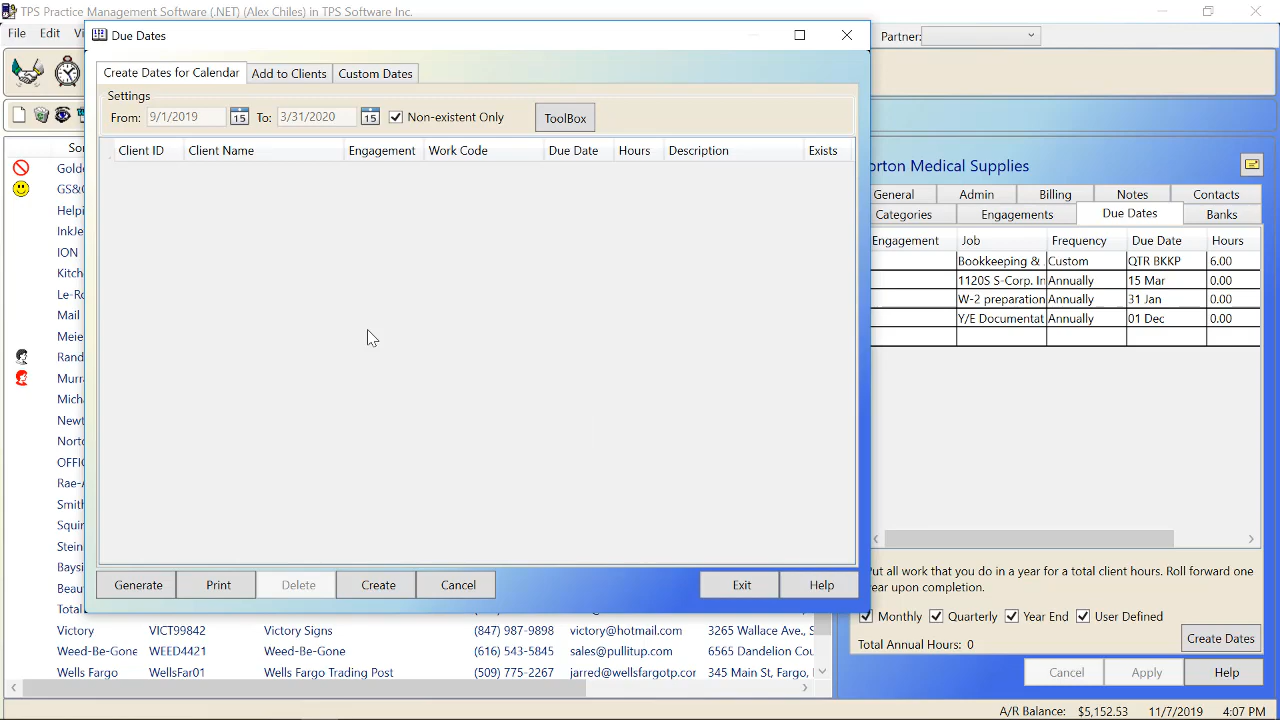 TPS Practice Management Software (.NET) (Alex Chiles) in TPS Software Inc.
File Edit
Partner:
Due Dates
Create Dates for Calendar Add to Clients Custom Dates
Settings
From: 9/1/2019 15 To: 3/31/2020 15 Non-existent Only ToolBox
Client ID Client Name Engagement Work Code Due Date Hours Description Exists
orton Medical Supplies
General Admin Billing Notes Contacts
Categories Engagements Due Dates Banks
Engagement Job Frequency Due Date Hours
Bookkeeping & Custom QTR BKKP 6.00
1120S S-Corp. In Annually 15 Mar 0.00
W-2 preparation Annually 31 Jan 0.00
Y/E Documentat Annually 01 Dec 0.00
So
Gold
GS&
Helpi
Inkle
ION
Kitch
Le-Ro
Mail
Meie
Rand
Murr
Mich
Newt
Norto
OFFI
Rae-
Smith
Squir
Stein
Baysi
Beau
Total
Generate Print Delete Create Cancel Exit Help
Victory VICT99842 Victory Signs (847) 987-9898 victory@hotmail.com 3265 Wallace Ave., S
Weed-Be-Gone WEED4421 Weed-Be-Gone (616) 543-5845 sales@pullitup.com 6565 Dandelion Cou
Wells Fargo WellsFar01 Wells Fargo Trading Post (509) 775-2267 jarred@wellsfargotp.cor 345 Main St, Fargo,
ut all work that you do in a year for a total client hours. Roll forward one
year upon completion.
Monthly Quarterly Year End User Defined
Total Annual Hours: 0 Create Dates
Cancel Apply Help
A/R Balance: $5,152.53 11/7/2019 4:07 PM